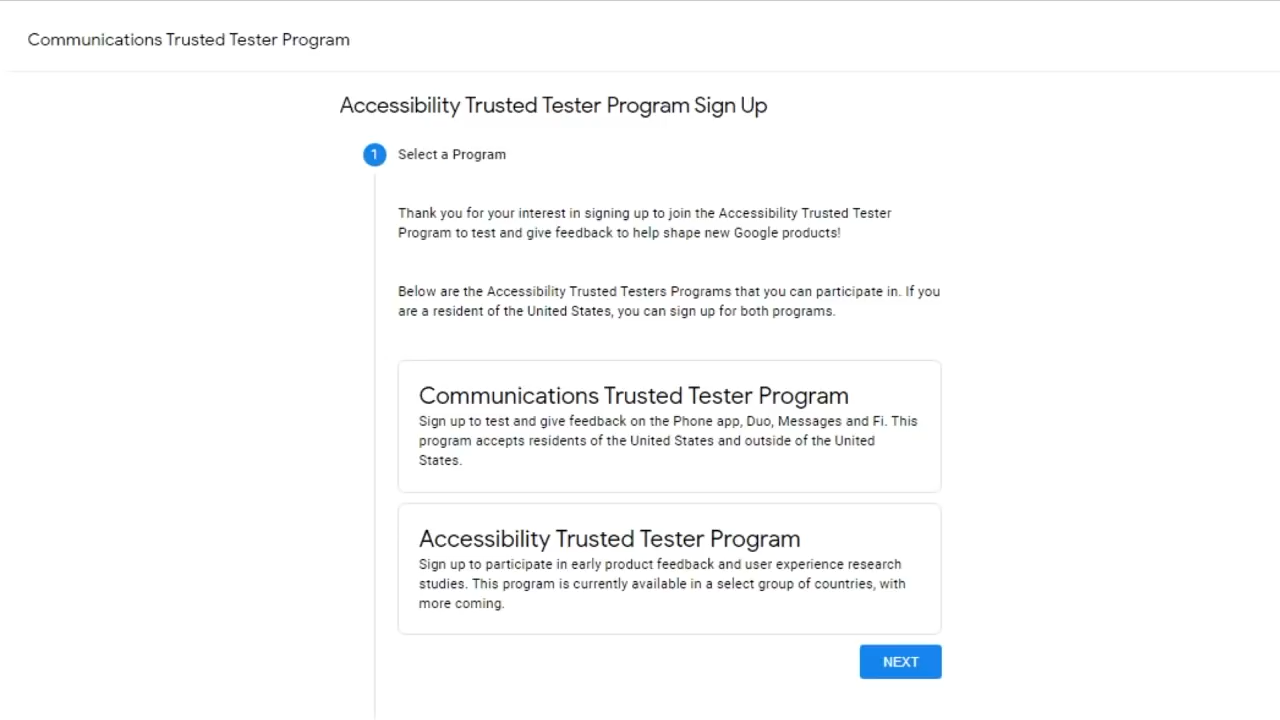 Communications Trusted Tester Program
Accessibility Trusted Tester Program Sign Up
1 Select a Program
Thank you for your interest in signing up to join the Accessibility Trusted Tester
Program to test and give feedback to help shape new Google products!
Below are the Accessibility Trusted Testers Programs that you can participate in. If you
are a resident of the United States, you can sign up for both programs.
Communications Trusted Tester Program
Sign up to test and give feedback on the Phone app, Duo, Messages and Fi. This
program accepts residents of the United States and outside of the United
States.
Accessibility Trusted Tester Program
Sign up to participate in early product feedback and user experience research
studies. This program is currently available in a select group of countries, with
more coming.
NEXT